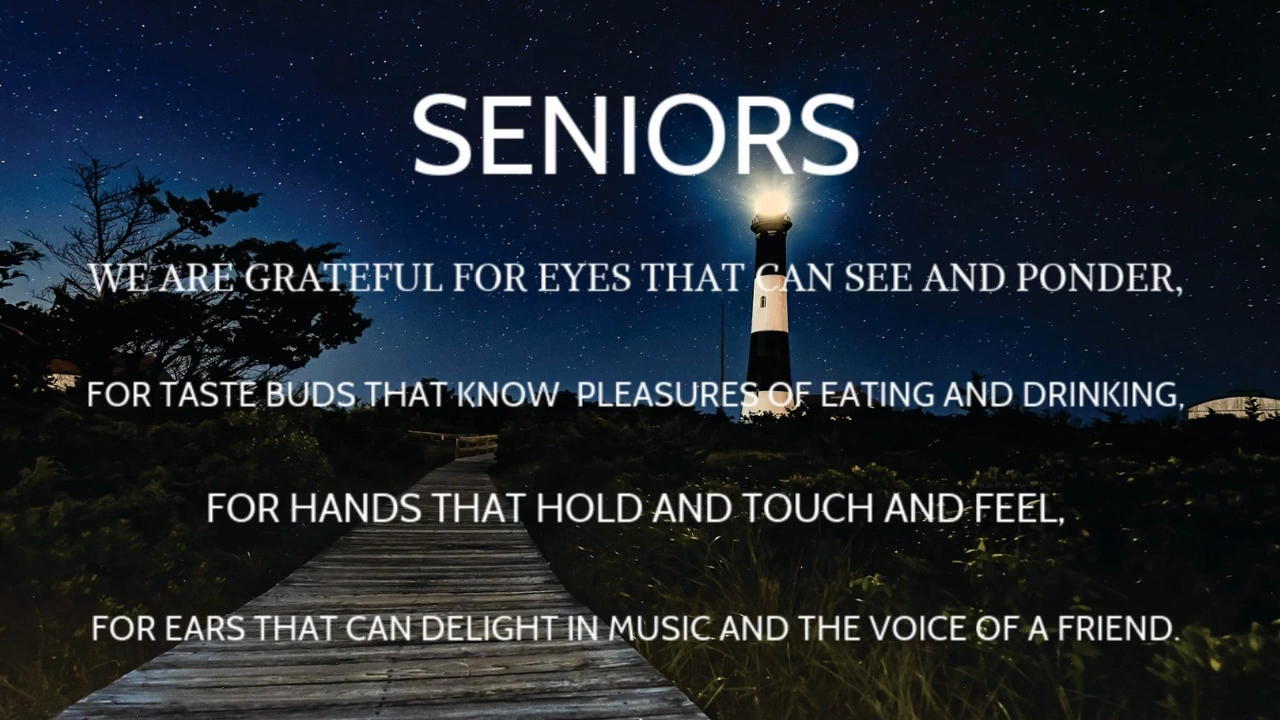 SENIORS
WE ARE GRATEFUL FOR EYES THAT CAN SEE AND PONDER,
FOR TASTE BUDS THAT KNOW  PLEASURES OF EATING AND DRINKING,
FOR HANDS THAT HOLD AND TOUCH AND FEEL,
FOR EARS THAT CAN DELIGHT IN MUSIC AND THE VOICE OF A FRIEND.